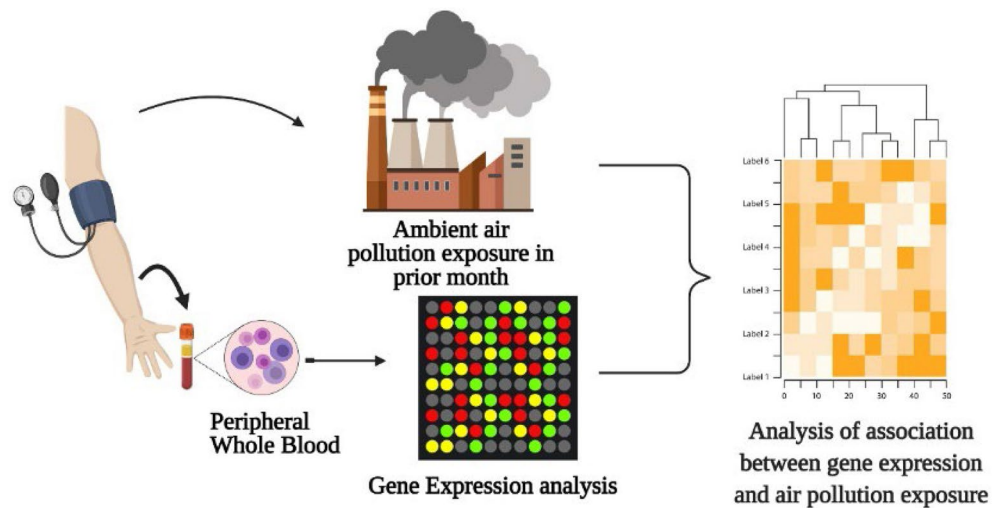 Ambient air
pollution exposure in
prior month
Peripheral
Whole Blood
Gene Expression analysis
Label 6
Label 5
Label 4
Label 3
Label 2
Label 1
0 10 20 30 40 50
Analysis of association
between gene expression
and air pollution exposure